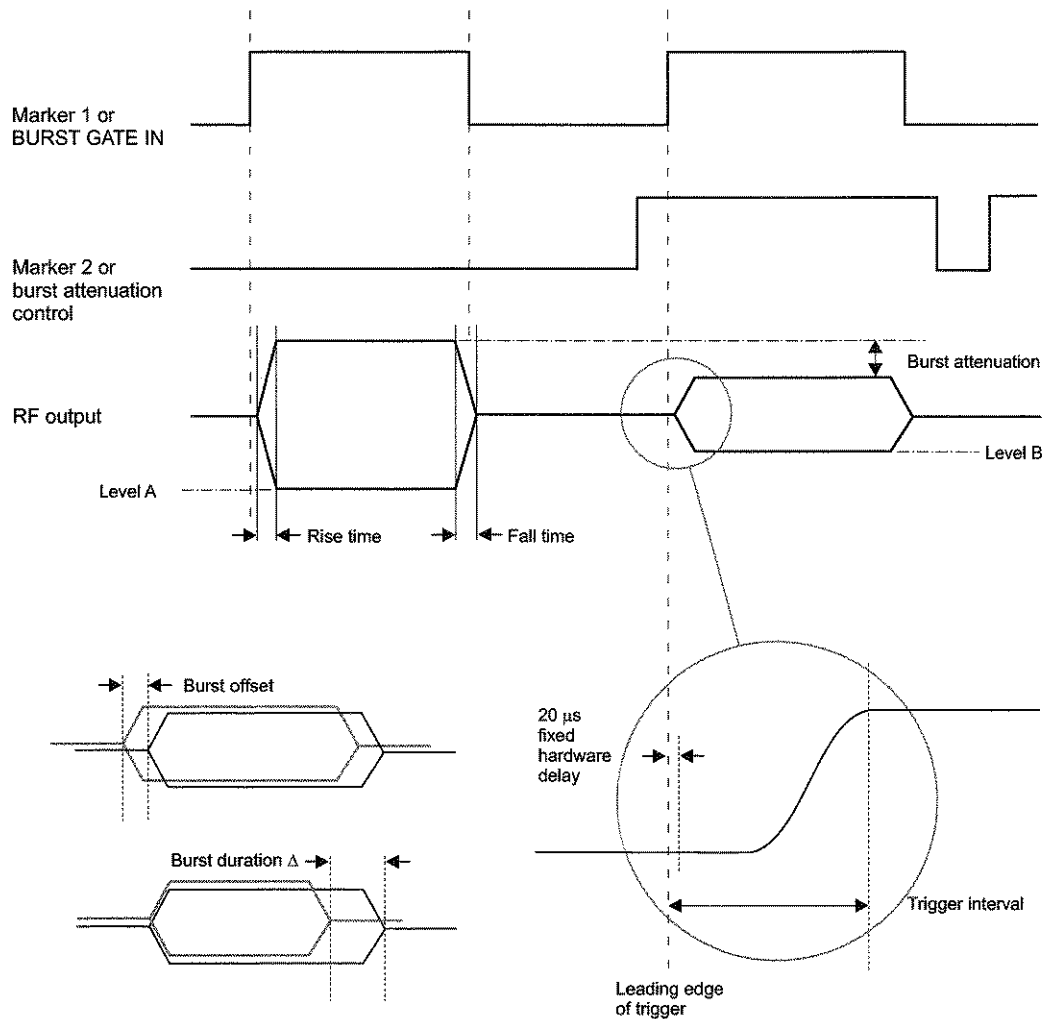 Marker 1 or
BURST GATE IN
Marker 2 or
burst attenuation
control
Burst attenuation
RF output
Level B
Level A
Rise time
Fall time
Burst offset
20 µs
fixed
hardware
delay
Burst duration Δ
Trigger interval
Leading edge
of trigger